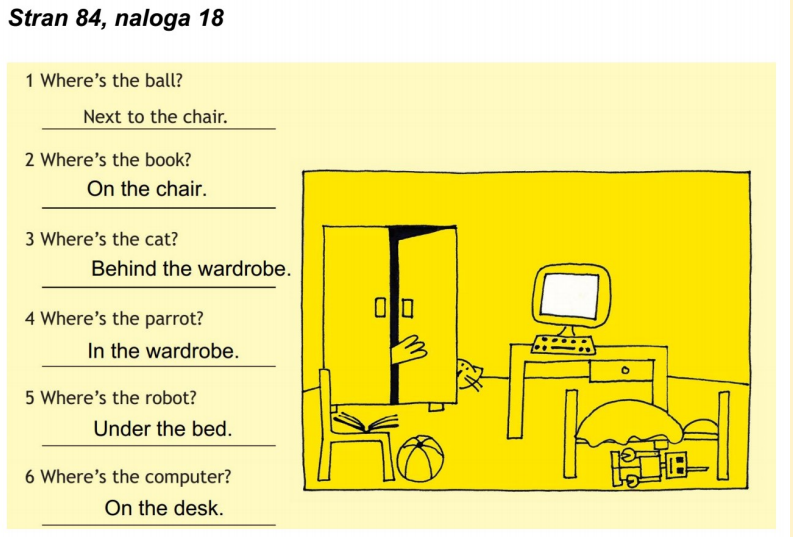 Stran 84, naloga 18
1 Where's the ball?
Next to the chair.
2 Where's the book?
On the chair.
3 Where's the cat?
Behind the wardrobe.
4 Where's the parrot?
In the wardrobe.
5 Where's the robot?
Under the bed.
6 Where's the computer?
On the desk.